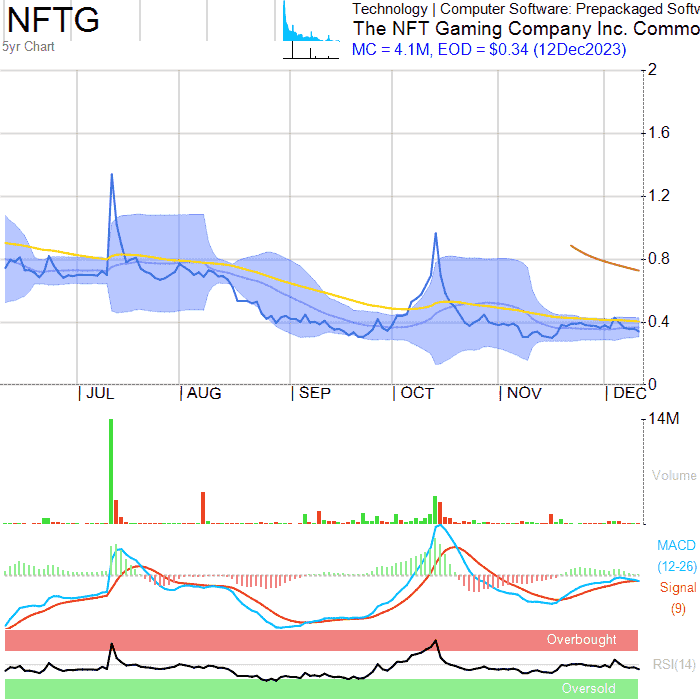 NFTG
Technology | Computer Software: Prepackaged Softw
5yr Chart
The NFT Gaming Company Inc. Commo
MC = 4.1M, EOD = $0.34 (12Dec2023)
2
1.6
1.2
0.8
0.4
0
JUL AUG SEP OCT NOV DEC
14M
Volume
MACD
(12-26)
Signal
(9)
Overbought
RSI(14)
Oversold